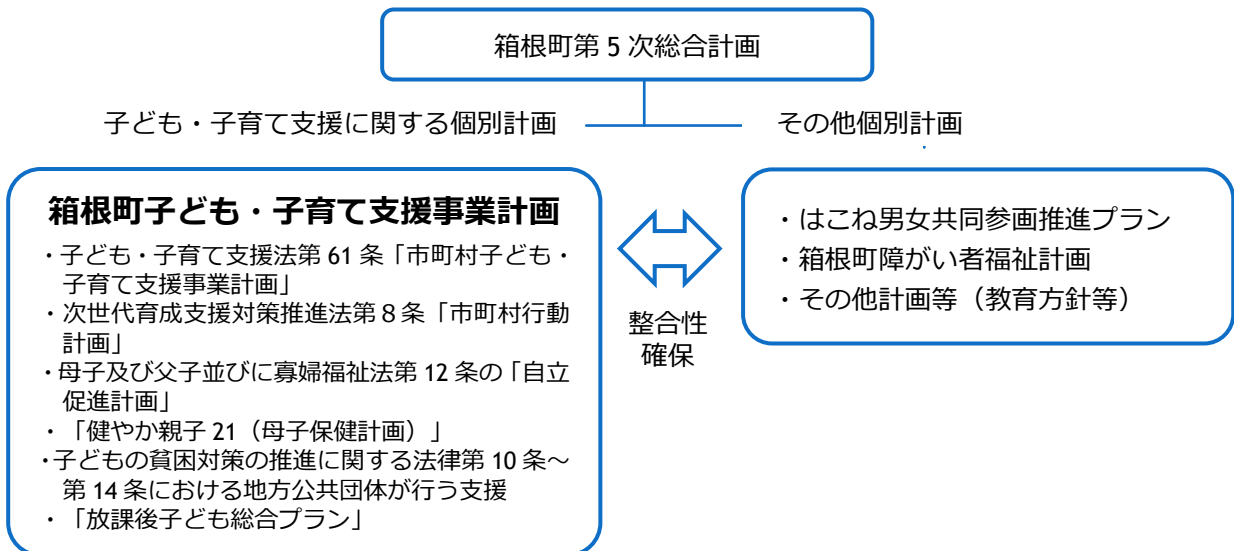 箱根町第 5 次総合計画
子ども・子育て支援に関する個別計画
その他個別計画
箱根町子ども・子育て支援事業計画
・子ども・子育て支援法第 61 条「市町村子ども・
子育て支援事業計画」
・次世代育成支援対策推進法第８条「市町村行動
計画」
・母子及び父子並びに寡婦福祉法第 12 条の「自立
促進計画」
・「健やか親子 21（母子保健計画）」
・子どもの貧困対策の推進に関する法律第 10 条～
第 14 条における地方公共団体が行う支援
・「放課後子ども総合プラン」
整合性
確保
・はこね男女共同参画推進プラン
・箱根町障がい者福祉計画
・その他計画等（教育方針等）